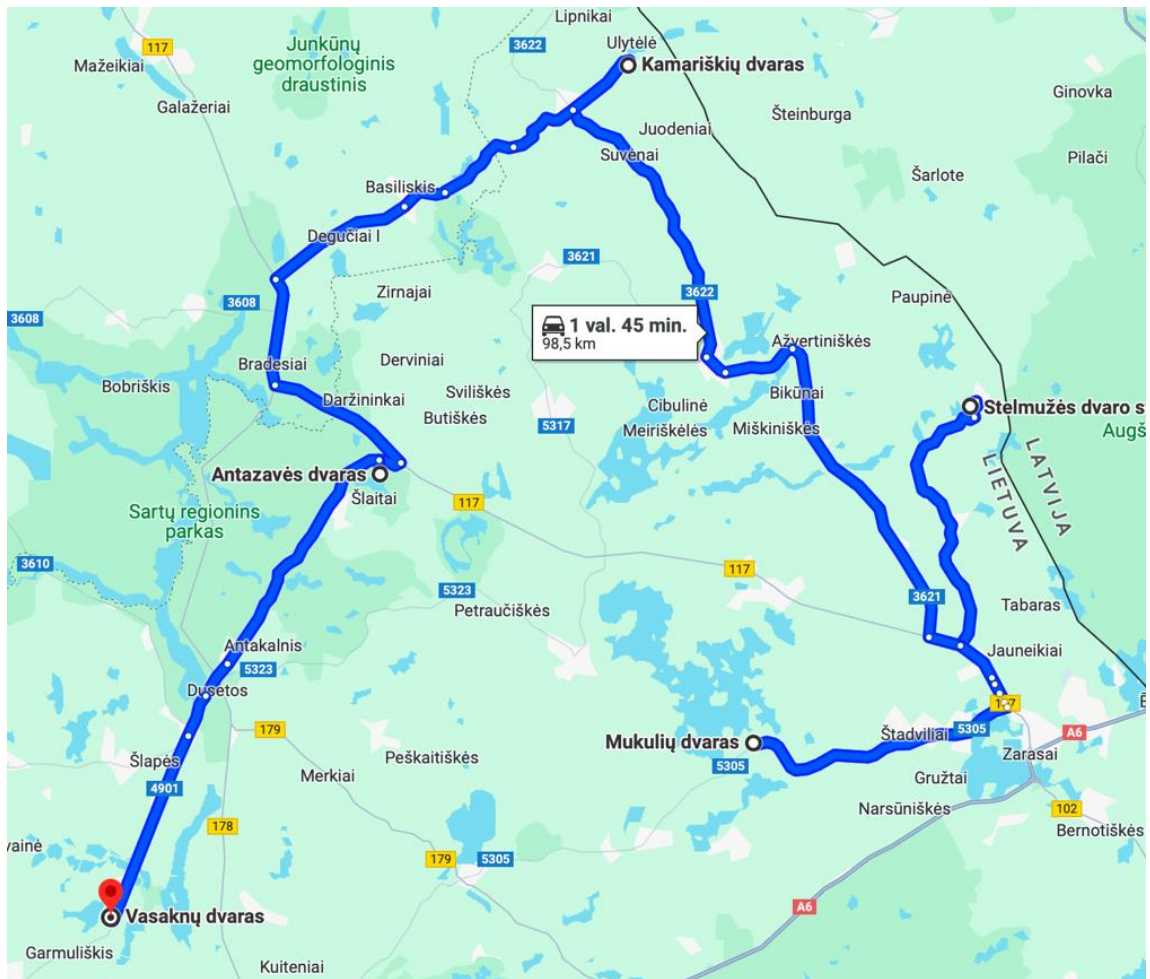 Lipnikai
3622
Ulytėlė
117
Junkūnų
geomorfologinis
draustinis
Mažeikiai
Kamariškių dvaras
Ginovka
Galažeriai
Šteinburga
Juodeniai
Suvėnai
Pilači
Šarlote
Basiliskis
Degučiai I
3621
Zirnajai
3622
Paupinė
3608
3608
1 val. 45 min.
98,5 km
Ažvertiniškės
Bradesiai
Derviniai
Bobriškis
Sviliškės
Bikūnai
Daržininkai
Cibulinė
Stelmužės dvaro s
Butiškės
5317
Meiriškėlės
Miškiniškės
Augš
LIETUVA
LATVIJA
Antazavės dvaras
Šlaitai
117
Sartų regioninis
parkas
3610
117
5323
3621
Tabaras
Petraučiškės
Antakalnis
5323
Jauneikiai
Dusetos
179
Mukulių dvaras
Štadviliai
5305
A6
Šlapės
Peškaitiškės
5305
Zarasai
Merkiai
Gružtai
4901
Narsūniškės
102
178
Bernotiškės
vainė
179
5305
A6
Vasaknų dvaras
Garmuliškis
Kuiteniai